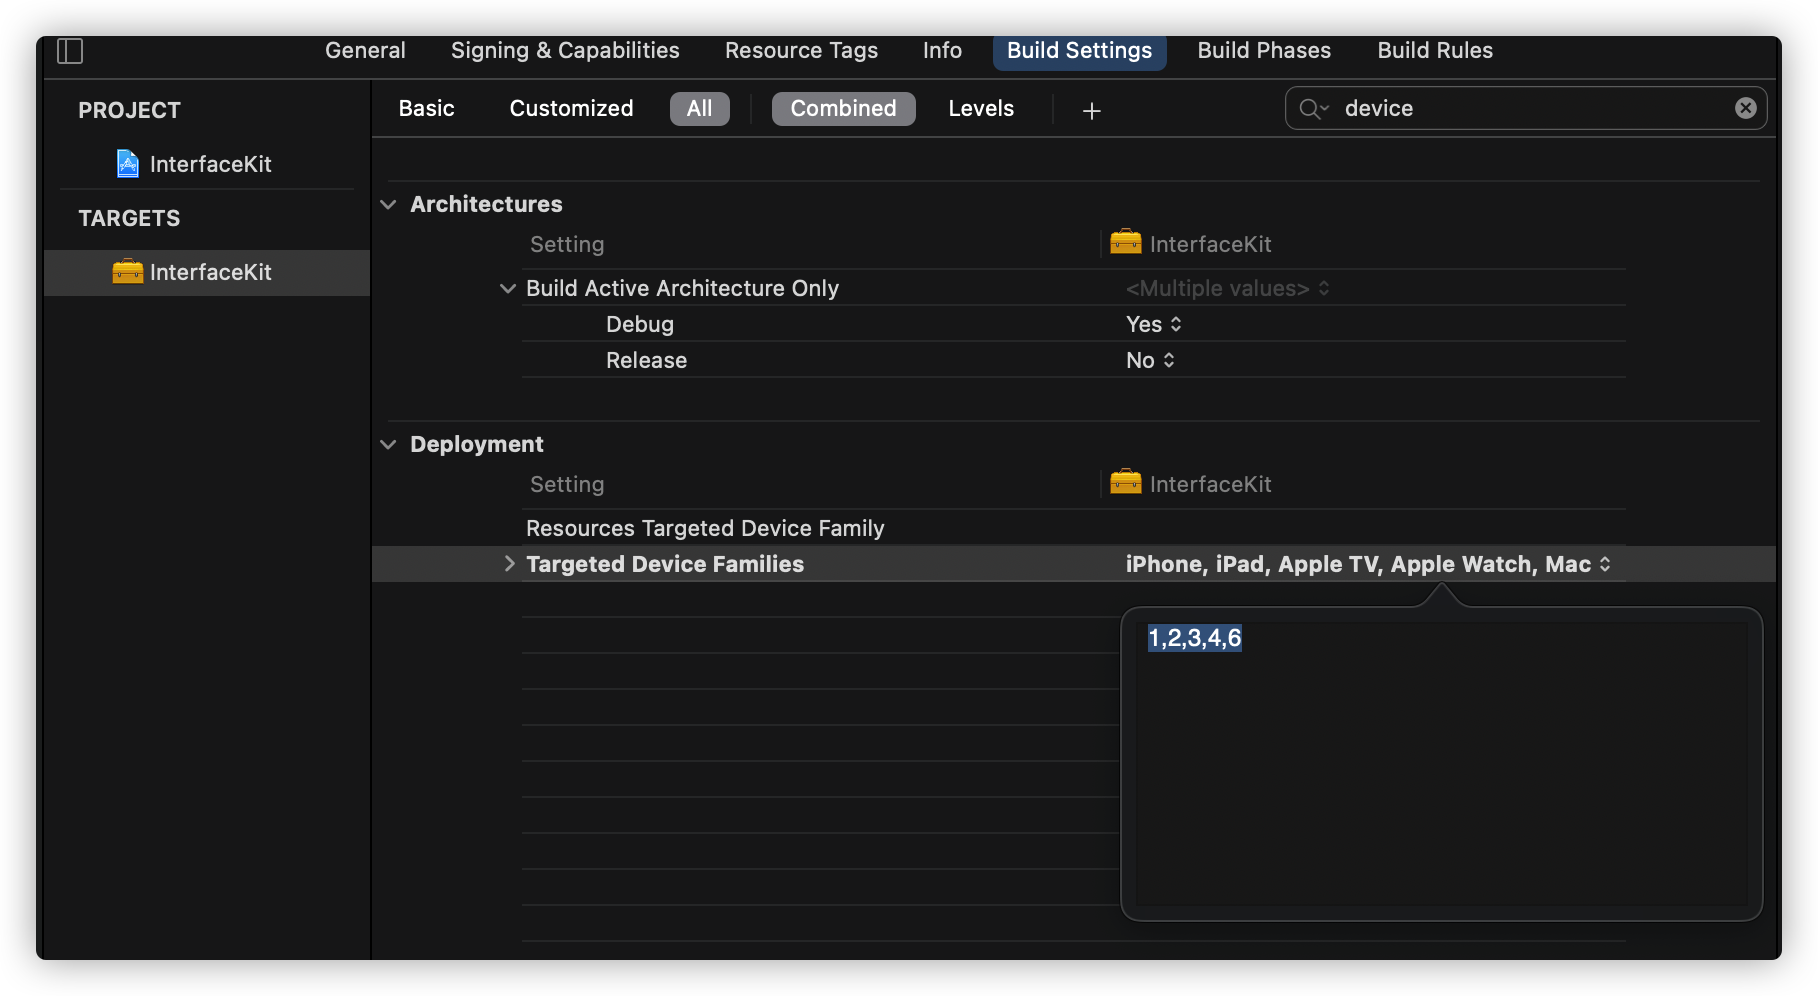 General Signing & Capabilities Resource Tags Info Build Settings Build Phases Build Rules
PROJECT
InterfaceKit
TARGETS
InterfaceKit
Basic Customized All Combined Levels + device
Architectures
Setting InterfaceKit
Build Active Architecture Only <Multiple values>
Debug Yes
Release No
Deployment
Setting InterfaceKit
Resources Targeted Device Family
Targeted Device Families iPhone, iPad, Apple TV, Apple Watch, Mac
1,2,3,4,6